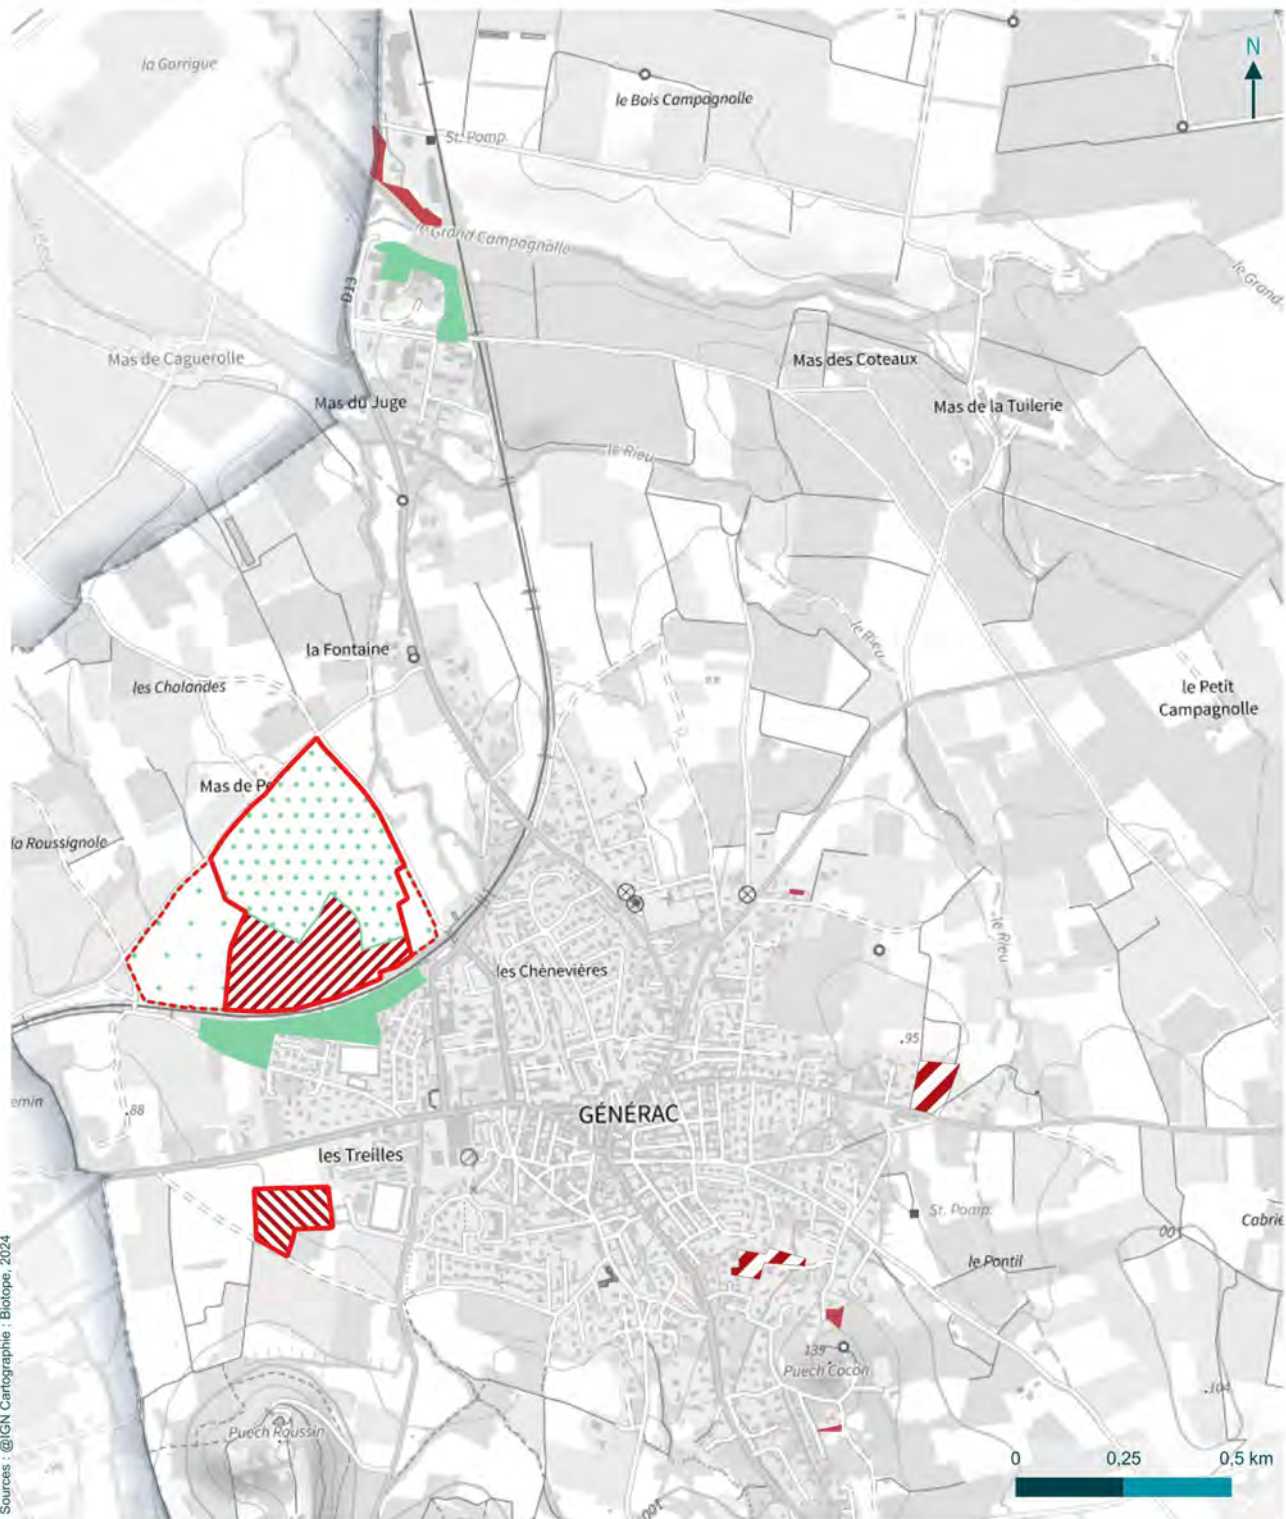 la Garrigue
N
le Bois Campagnolle
St. Pomp.
le Grand Campagnolle
le Grand
D13
Mas de Caguerolle
Mas des Coteaux
Mas du Juge
Mas de la Tuilerie
le Rieu
la Fontaine
le Rieu
les Chalandes
le Petit
Campagnolle
Mas de P
la Roussignole
le Rieu
les Chènevières
.95
emin
.88
GÉNÉRAC
les Treilles
St. Pomp.
100
Cabrie
le Pontil
139
Puech Cocon
.104
Puech Roussin
0 0,25 0,5 km
100
Sources : @IGN Cartographie : Biotope, 2024